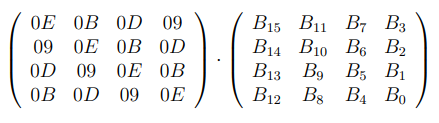 0E 0B 0D 09 B₁₅ B₁₁ B₇ B₃
09 0E 0B 0D B₁₄ B₁₀ B₆ B₂
0D 09 0E 0B · B₁₃ B₉ B₅ B₁
0B 0D 09 0E B₁₂ B₈ B₄ B₀